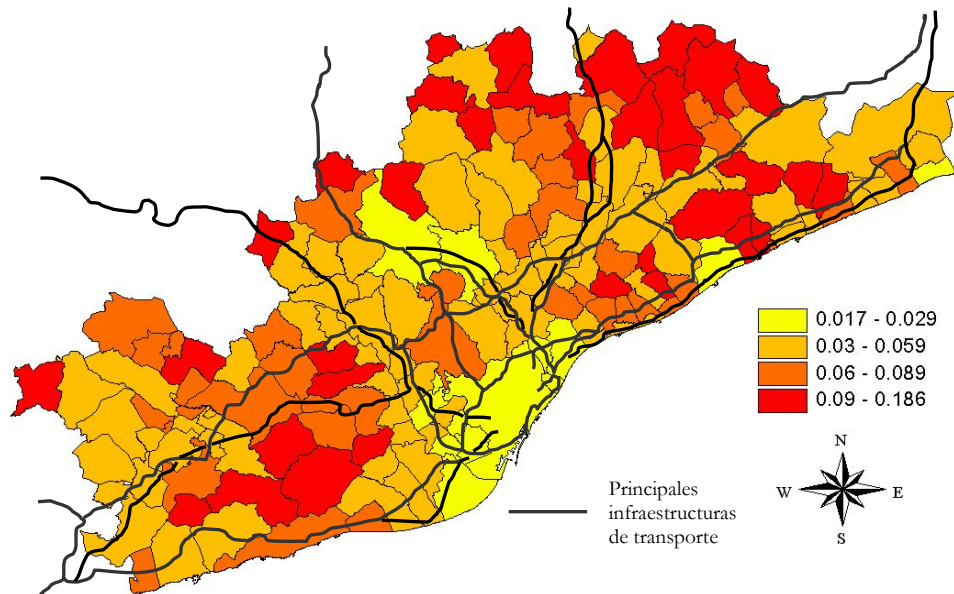 0.017 - 0.029
0.03 - 0.059
0.06 - 0.089
0.09 - 0.186
N
W E
S
Principales
infraestructuras
de transporte